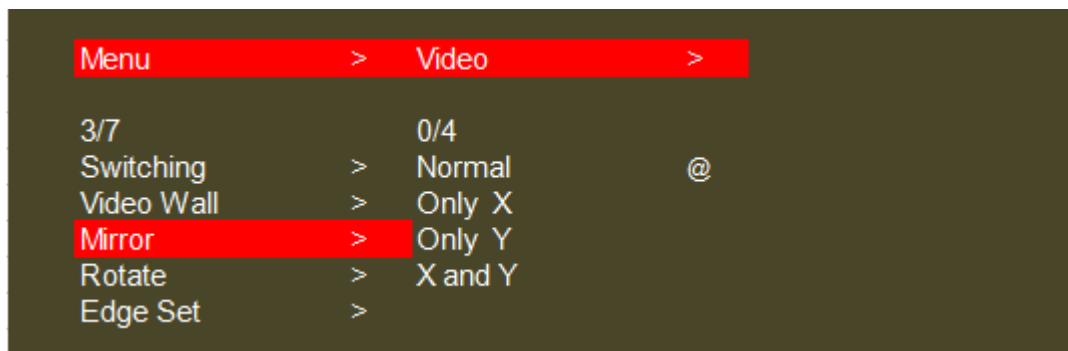 Menu > Video >
3/7 0/4
Switching > Normal @
Video Wall > Only X
Mirror > Only Y
Rotate > X and Y
Edge Set >